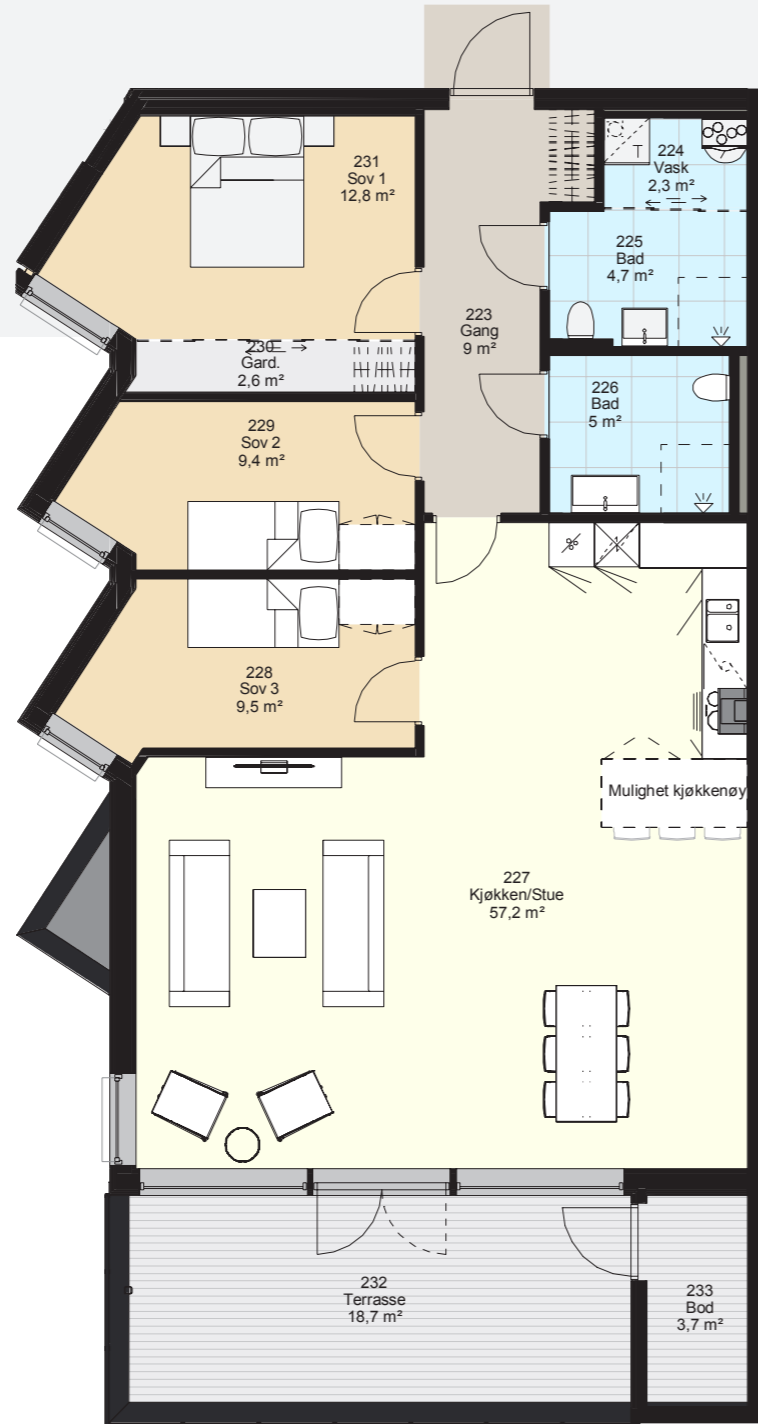 231
Sov 1
12,8 m²
224
Vask
2,3 m²
T
225
Bad
4,7 m²
223
Gang
9 m²
230
Gard.
2,6 m²
226
Bad
5 m²
229
Sov 2
9,4 m²
228
Sov 3
9,5 m²
Mulighet kjøkkenøy
227
Kjøkken/Stue
57,2 m²
232
Terrasse
18,7 m²
233
Bod
3,7 m²